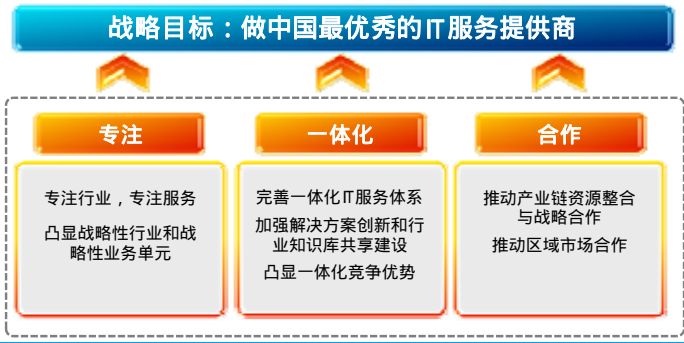 战略目标：做中国最优秀的IT服务提供商
专注
一体化
合作
专注行业，专注服务
凸显战略性行业和战
略性业务单元
完善一体化IT服务体系
加强解决方案创新和行
业知识库共享建设
凸显一体化竞争优势
推动产业链资源整合
与战略合作
推动区域市场合作